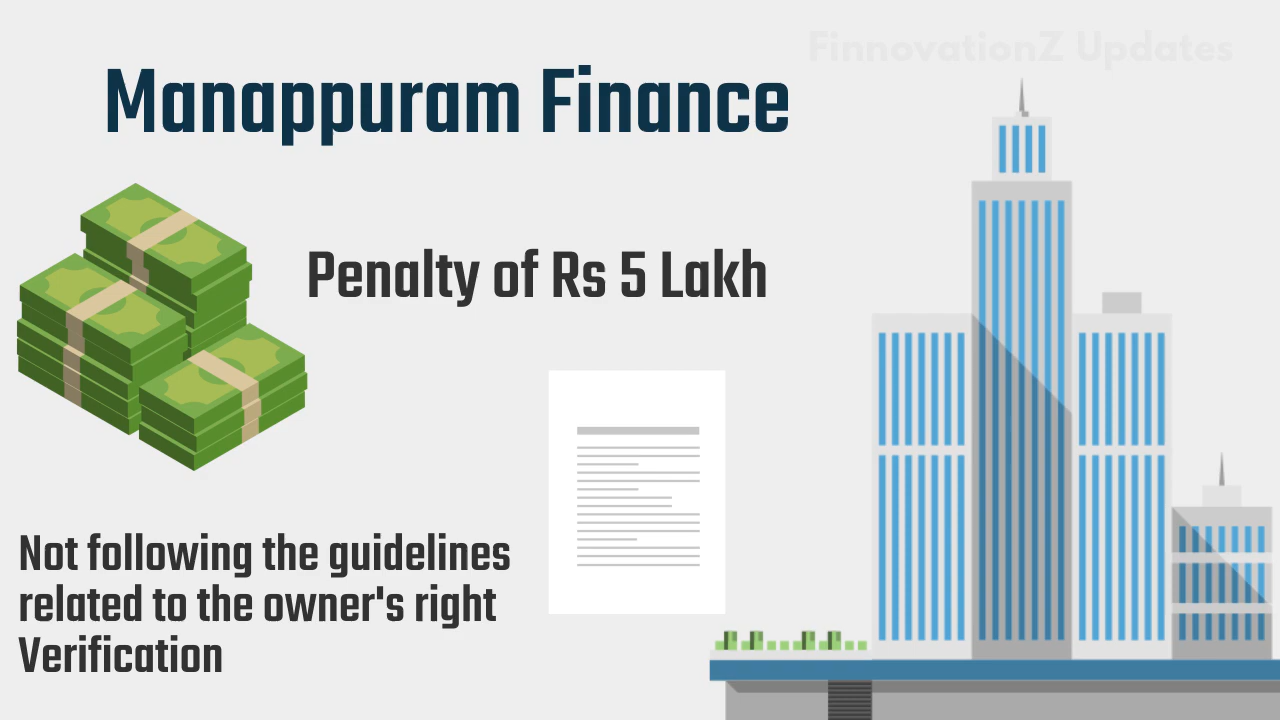 FinnovationZ Updates
Manappuram Finance
Penalty of Rs 5 Lakh
Not following the guidelines
related to the owner's right
Verification